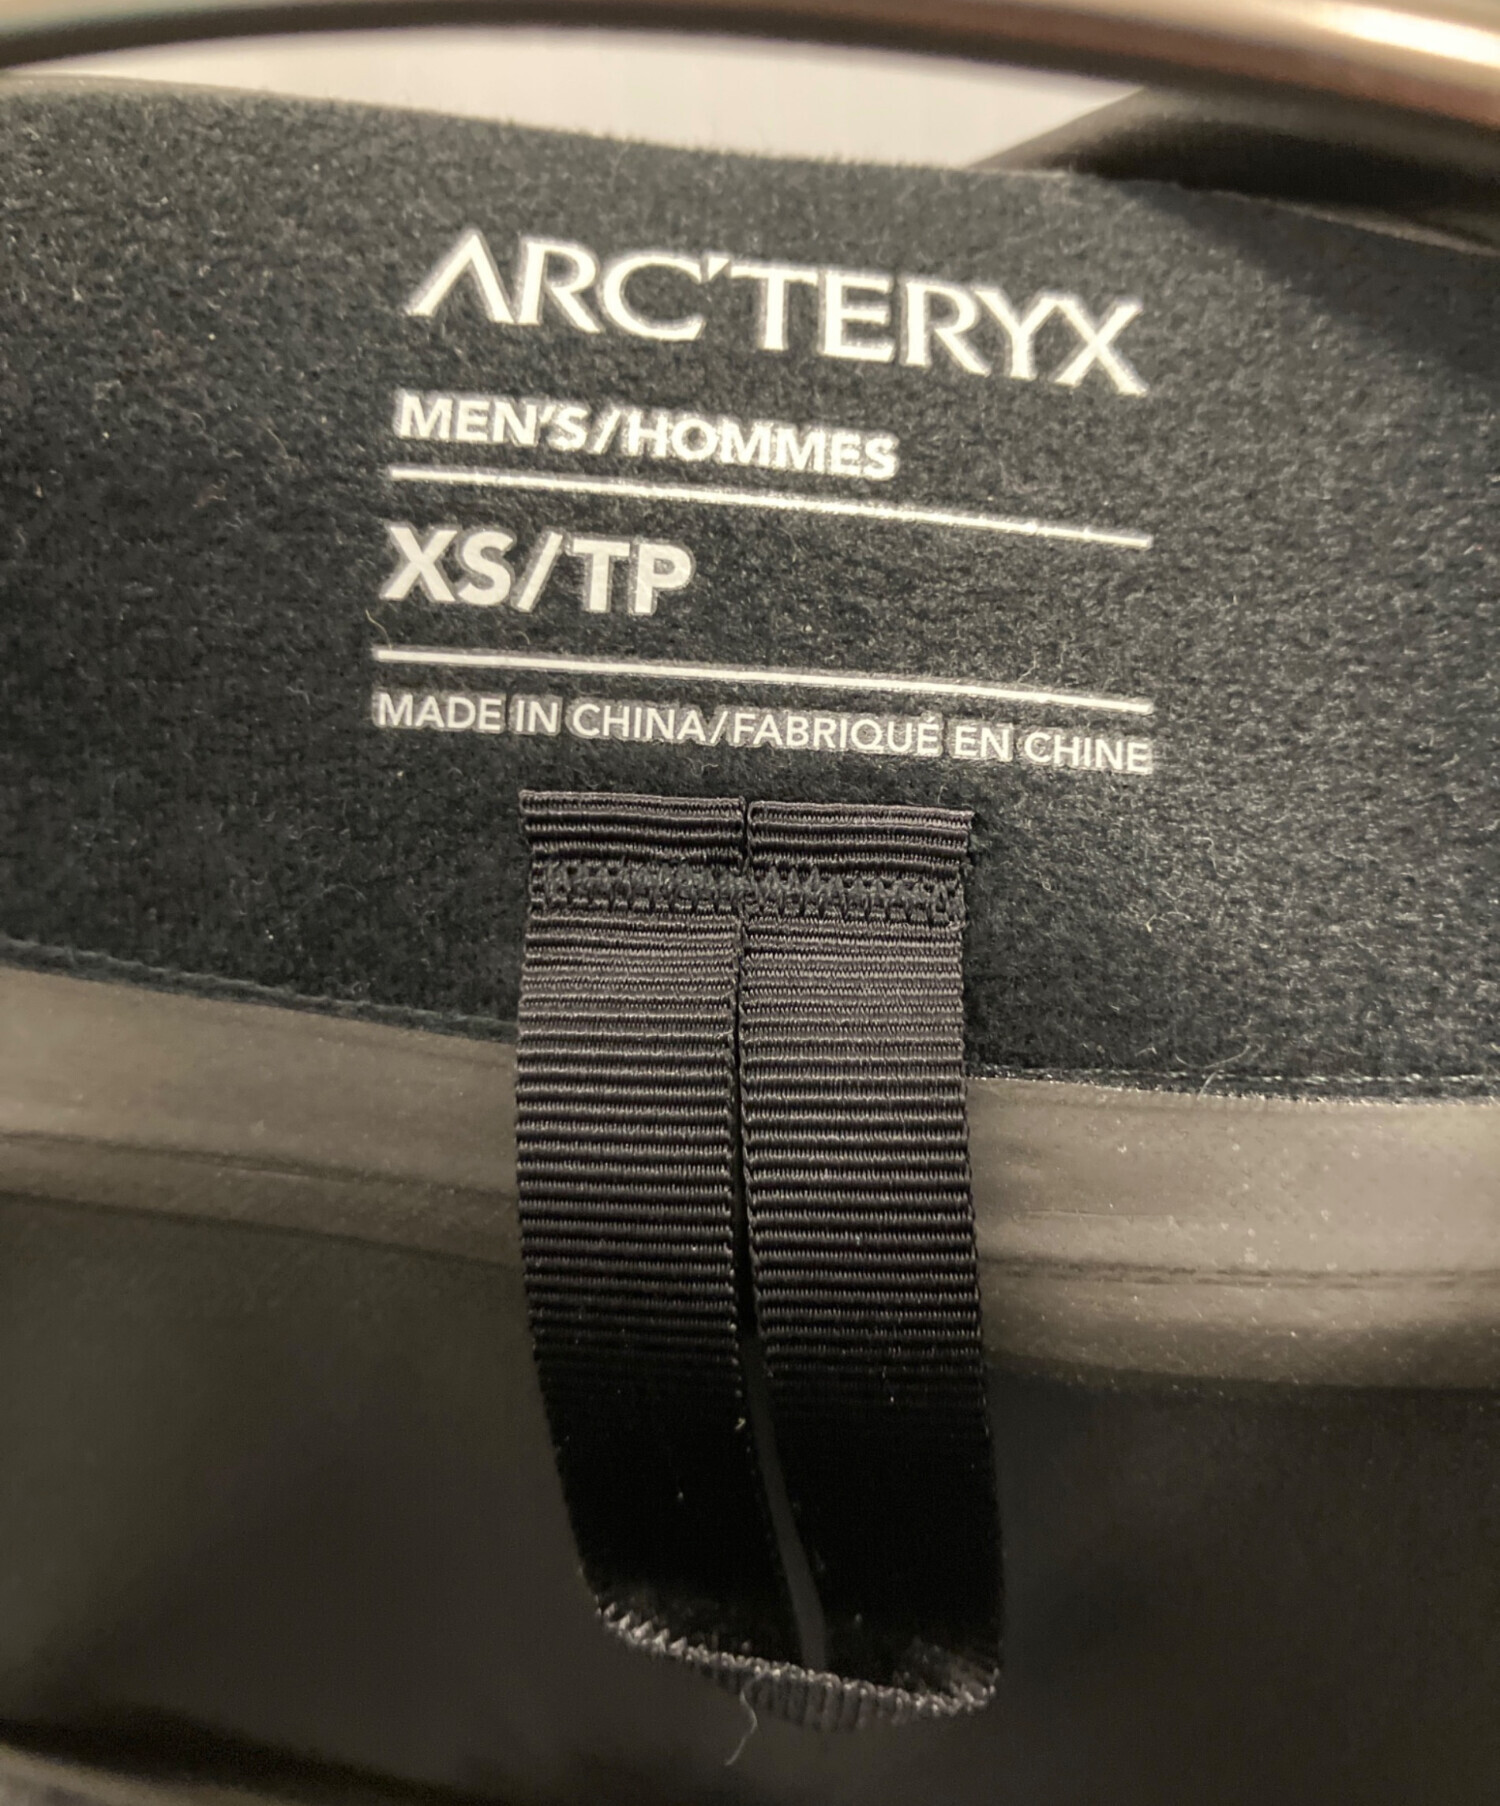 ARC'TERYX
MEN'S/HOMMES
XS/TP
MADE IN CHINA/FABRIQUÉ EN CHINE